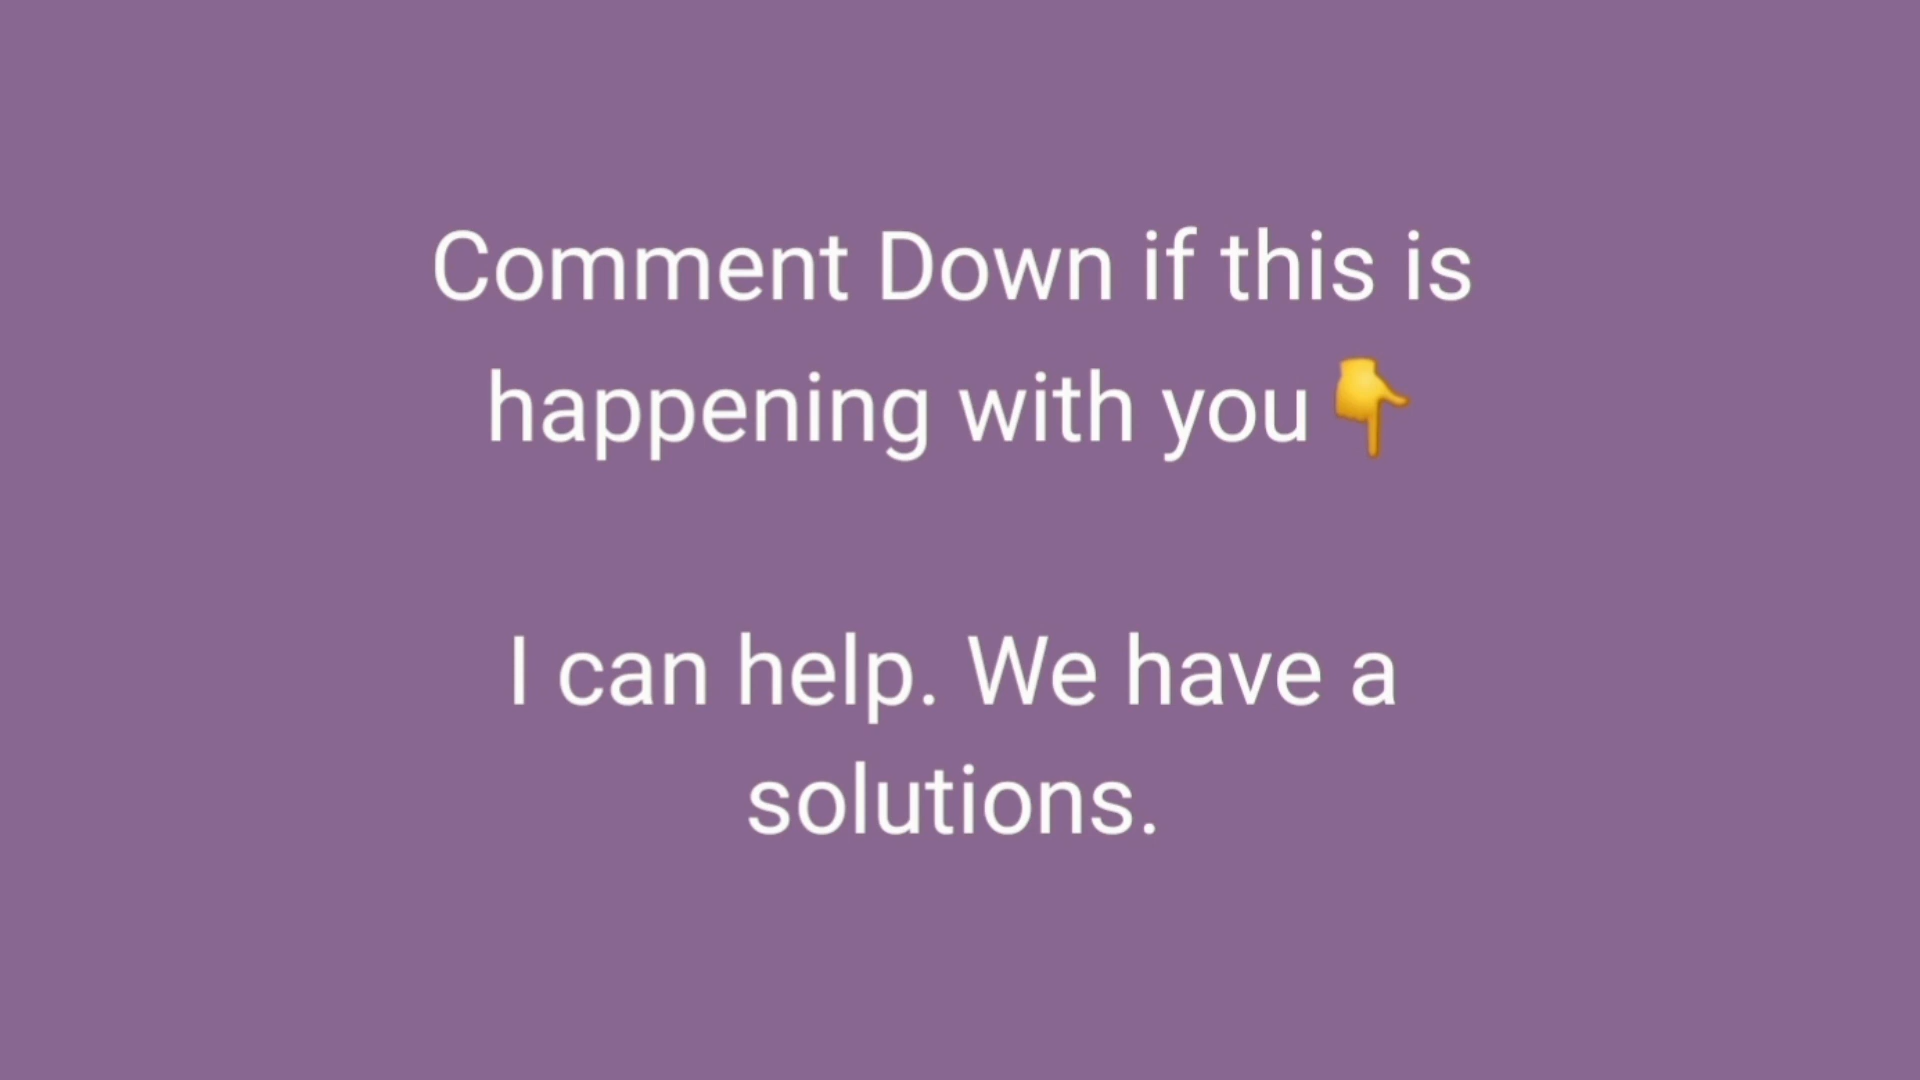 Comment Down if this is
happening with you👇
I can help. We have a
solutions.